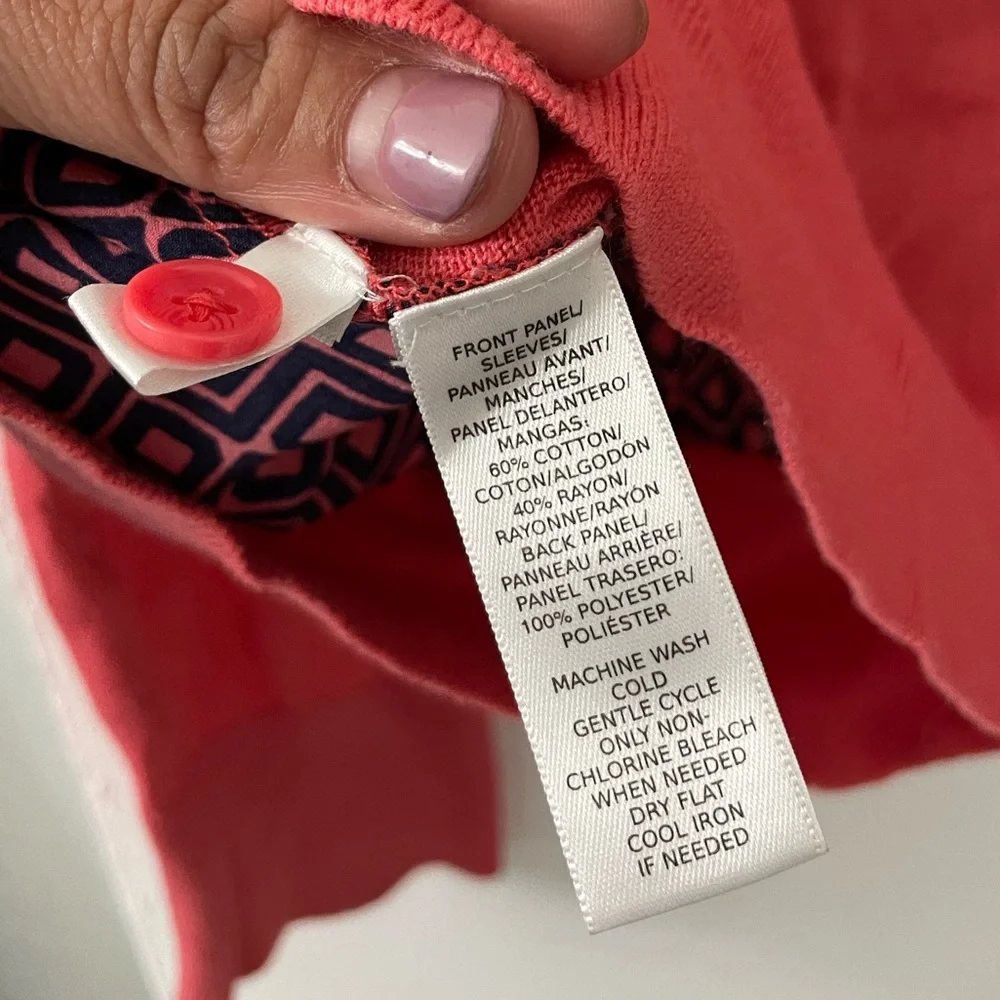 FRONT PANEL/
SLEEVES/
PANNEAU AVANT/
MANCHES/
PANEL DELANTERO/
MANGAS:
60% COTTON/
COTON/ALGODÓN
40% RAYON/
RAYONNE/RAYÓN
BACK PANEL/
PANNEAU ARRIÈRE/
PANEL TRASERO:
100% POLYESTER/
POLIÉSTER
MACHINE WASH
COLD
GENTLE CYCLE
ONLY NON-
CHLORINE BLEACH
WHEN NEEDED
DRY FLAT
COOL IRON
IF NEEDED